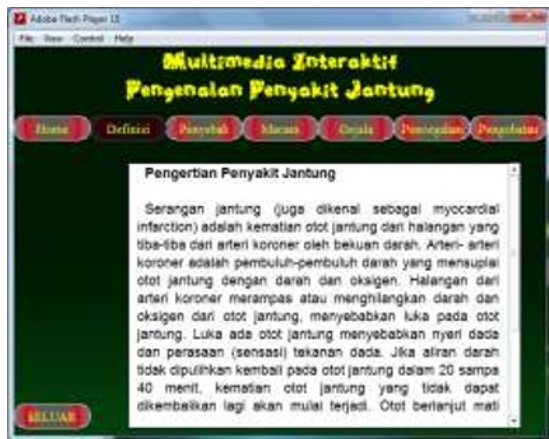 Adobe Flash Player 10
File View Control Help
Multimedia Interaktif
Pengenalan Penyakit Jantung
Home Definisi Penyebab Macam Gejala Pencegahan Pengobatan
Pengertian Penyakit Jantung
Serangan jantung (juga dikenal sebagai myocardial
infarction) adalah kematian otot jantung dari halangan yang
tiba-tiba dari arteri koroner oleh bekuan darah. Arteri- arteri
koroner adalah pembuluh-pembuluh darah yang mensuplai
otot jantung dengan darah dan oksigen. Halangan dari
arteri koroner merampas atau menghilangkan darah dan
oksigen dari otot jantung, menyebabkan luka pada otot
jantung. Luka ada otot jantung menyebabkan nyeri dada
dan perasaan (sensasi) tekanan dada. Jika aliran darah
tidak dipulihkan kembali pada otot jantung dalam 20 sampa
40 menit, kematian otot jantung yang tidak dapat
dikembalikan lagi akan mulai terjadi. Otot berlanjut mati
KELUAR